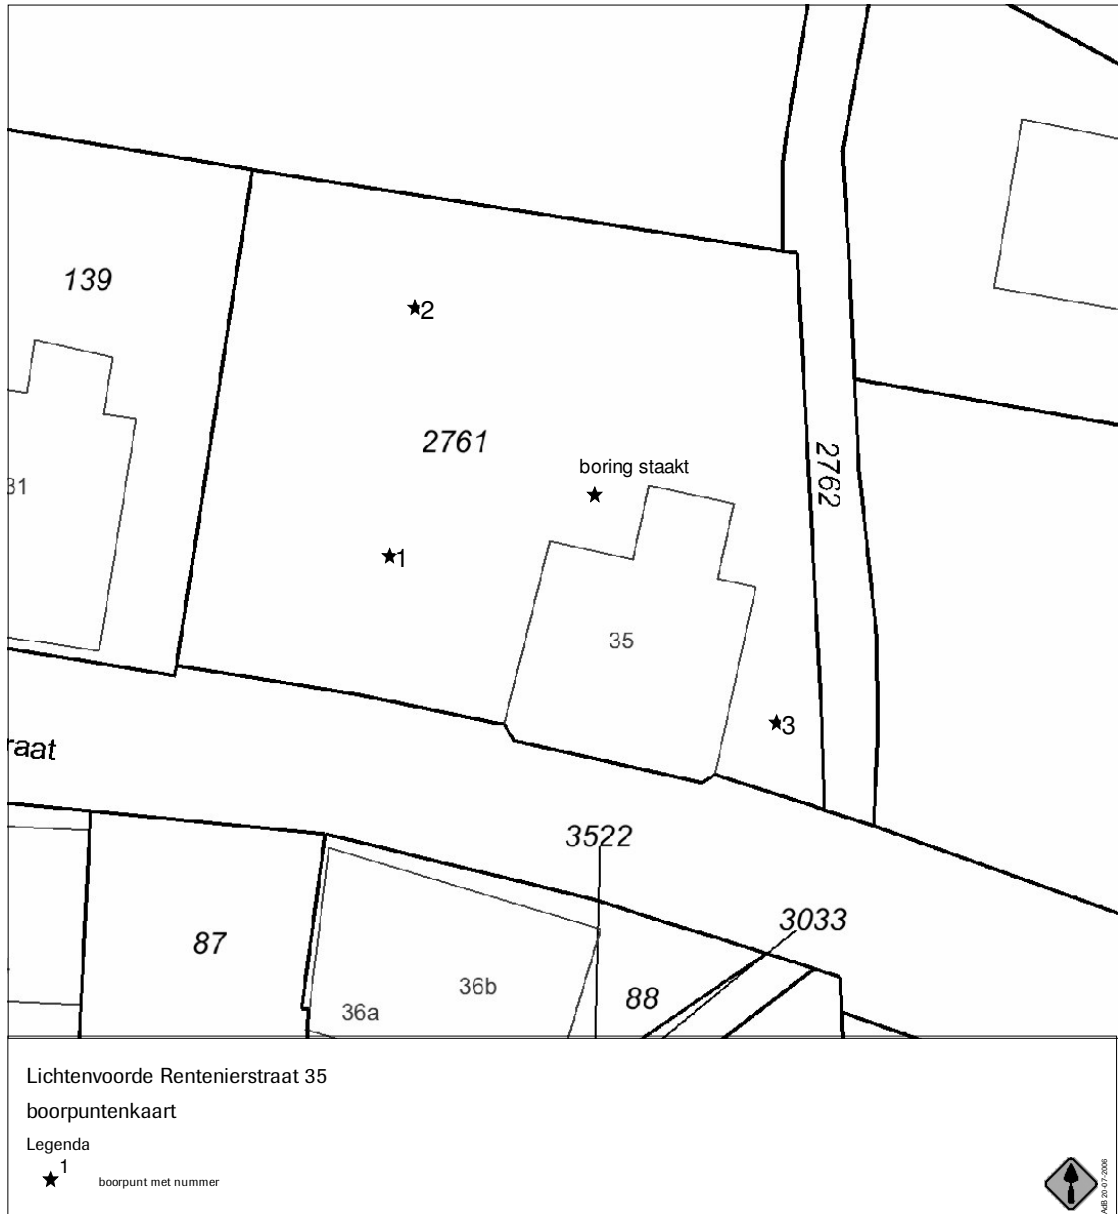 139
2
2761
2762
boring staakt
31
1
35
3
raat
3522
3033
87
36b
88
36a
Lichtenvoorde Rentenierstraat 35
boorpuntenkaart
Legenda
1
boorpunt met nummer
AdB 20-07-2006